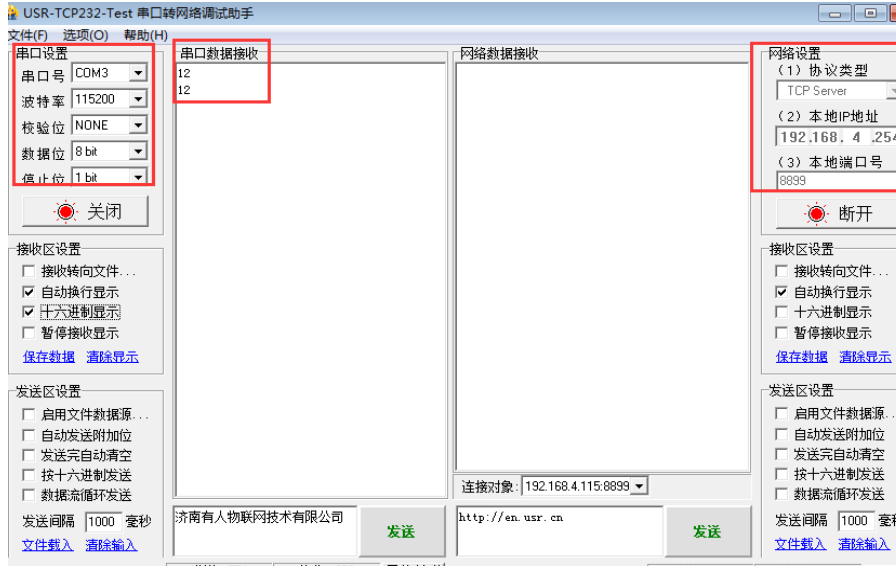 USR-TCP232-Test 串口转网络调试助手
文件(F) 选项(O) 帮助(H)
串口设置
串口号 COM3
波特率 115200
校验位 NONE
数据位 8 bit
停止位 1 bit
关闭
接收区设置
接收转向文件...
自动换行显示
十六进制显示
暂停接收显示
保存数据 清除显示
发送区设置
启用文件数据源...
自动发送附加位
发送完自动清空
按十六进制发送
数据流循环发送
发送间隔 1000 毫秒
文件载入 清除输入
串口数据接收
12
12
济南有人物联网技术有限公司
发送
网络数据接收
连接对象: 192.168.4.115:8899
http://en.usr.cn
发送
网络设置
(1) 协议类型
TCP Server
(2) 本地IP地址
192.168. 4 .254
(3) 本地端口号
8899
断开
接收区设置
接收转向文件...
自动换行显示
十六进制显示
暂停接收显示
保存数据 清除显示
发送区设置
启用文件数据源..
自动发送附加位
发送完自动清空
按十六进制发送
数据流循环发送
发送间隔 1000
文件载入 清除输入